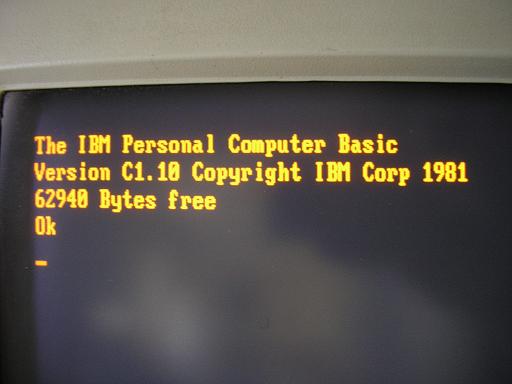 The IBM Personal Computer Basic
Version C1.10 Copyright IBM Corp 1981
62940 Bytes free
Ok